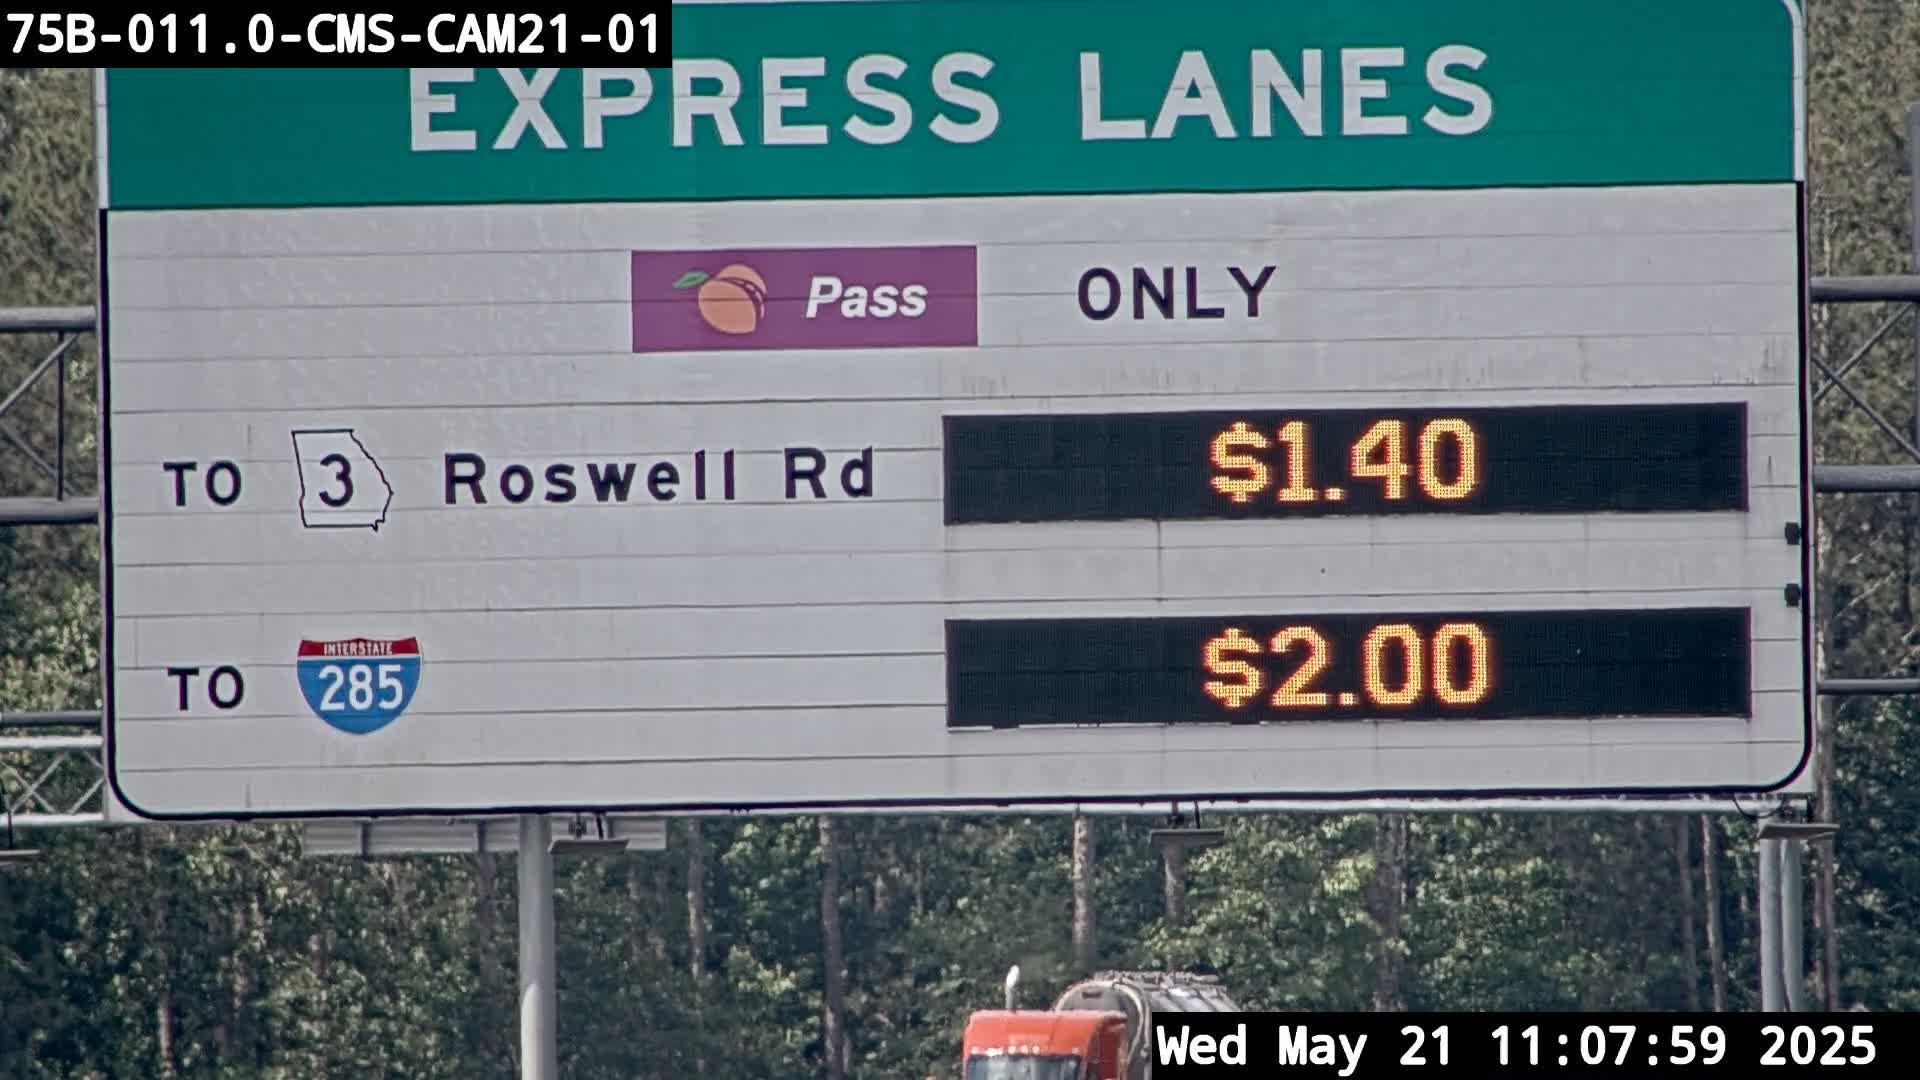 75B-011.0-CMS-CAM21-01
EXPRESS LANES
Pass ONLY
TO 3 Roswell Rd $1.40
TO INTERSTATE 285 $2.00
Wed May 21 11:07:59 2025